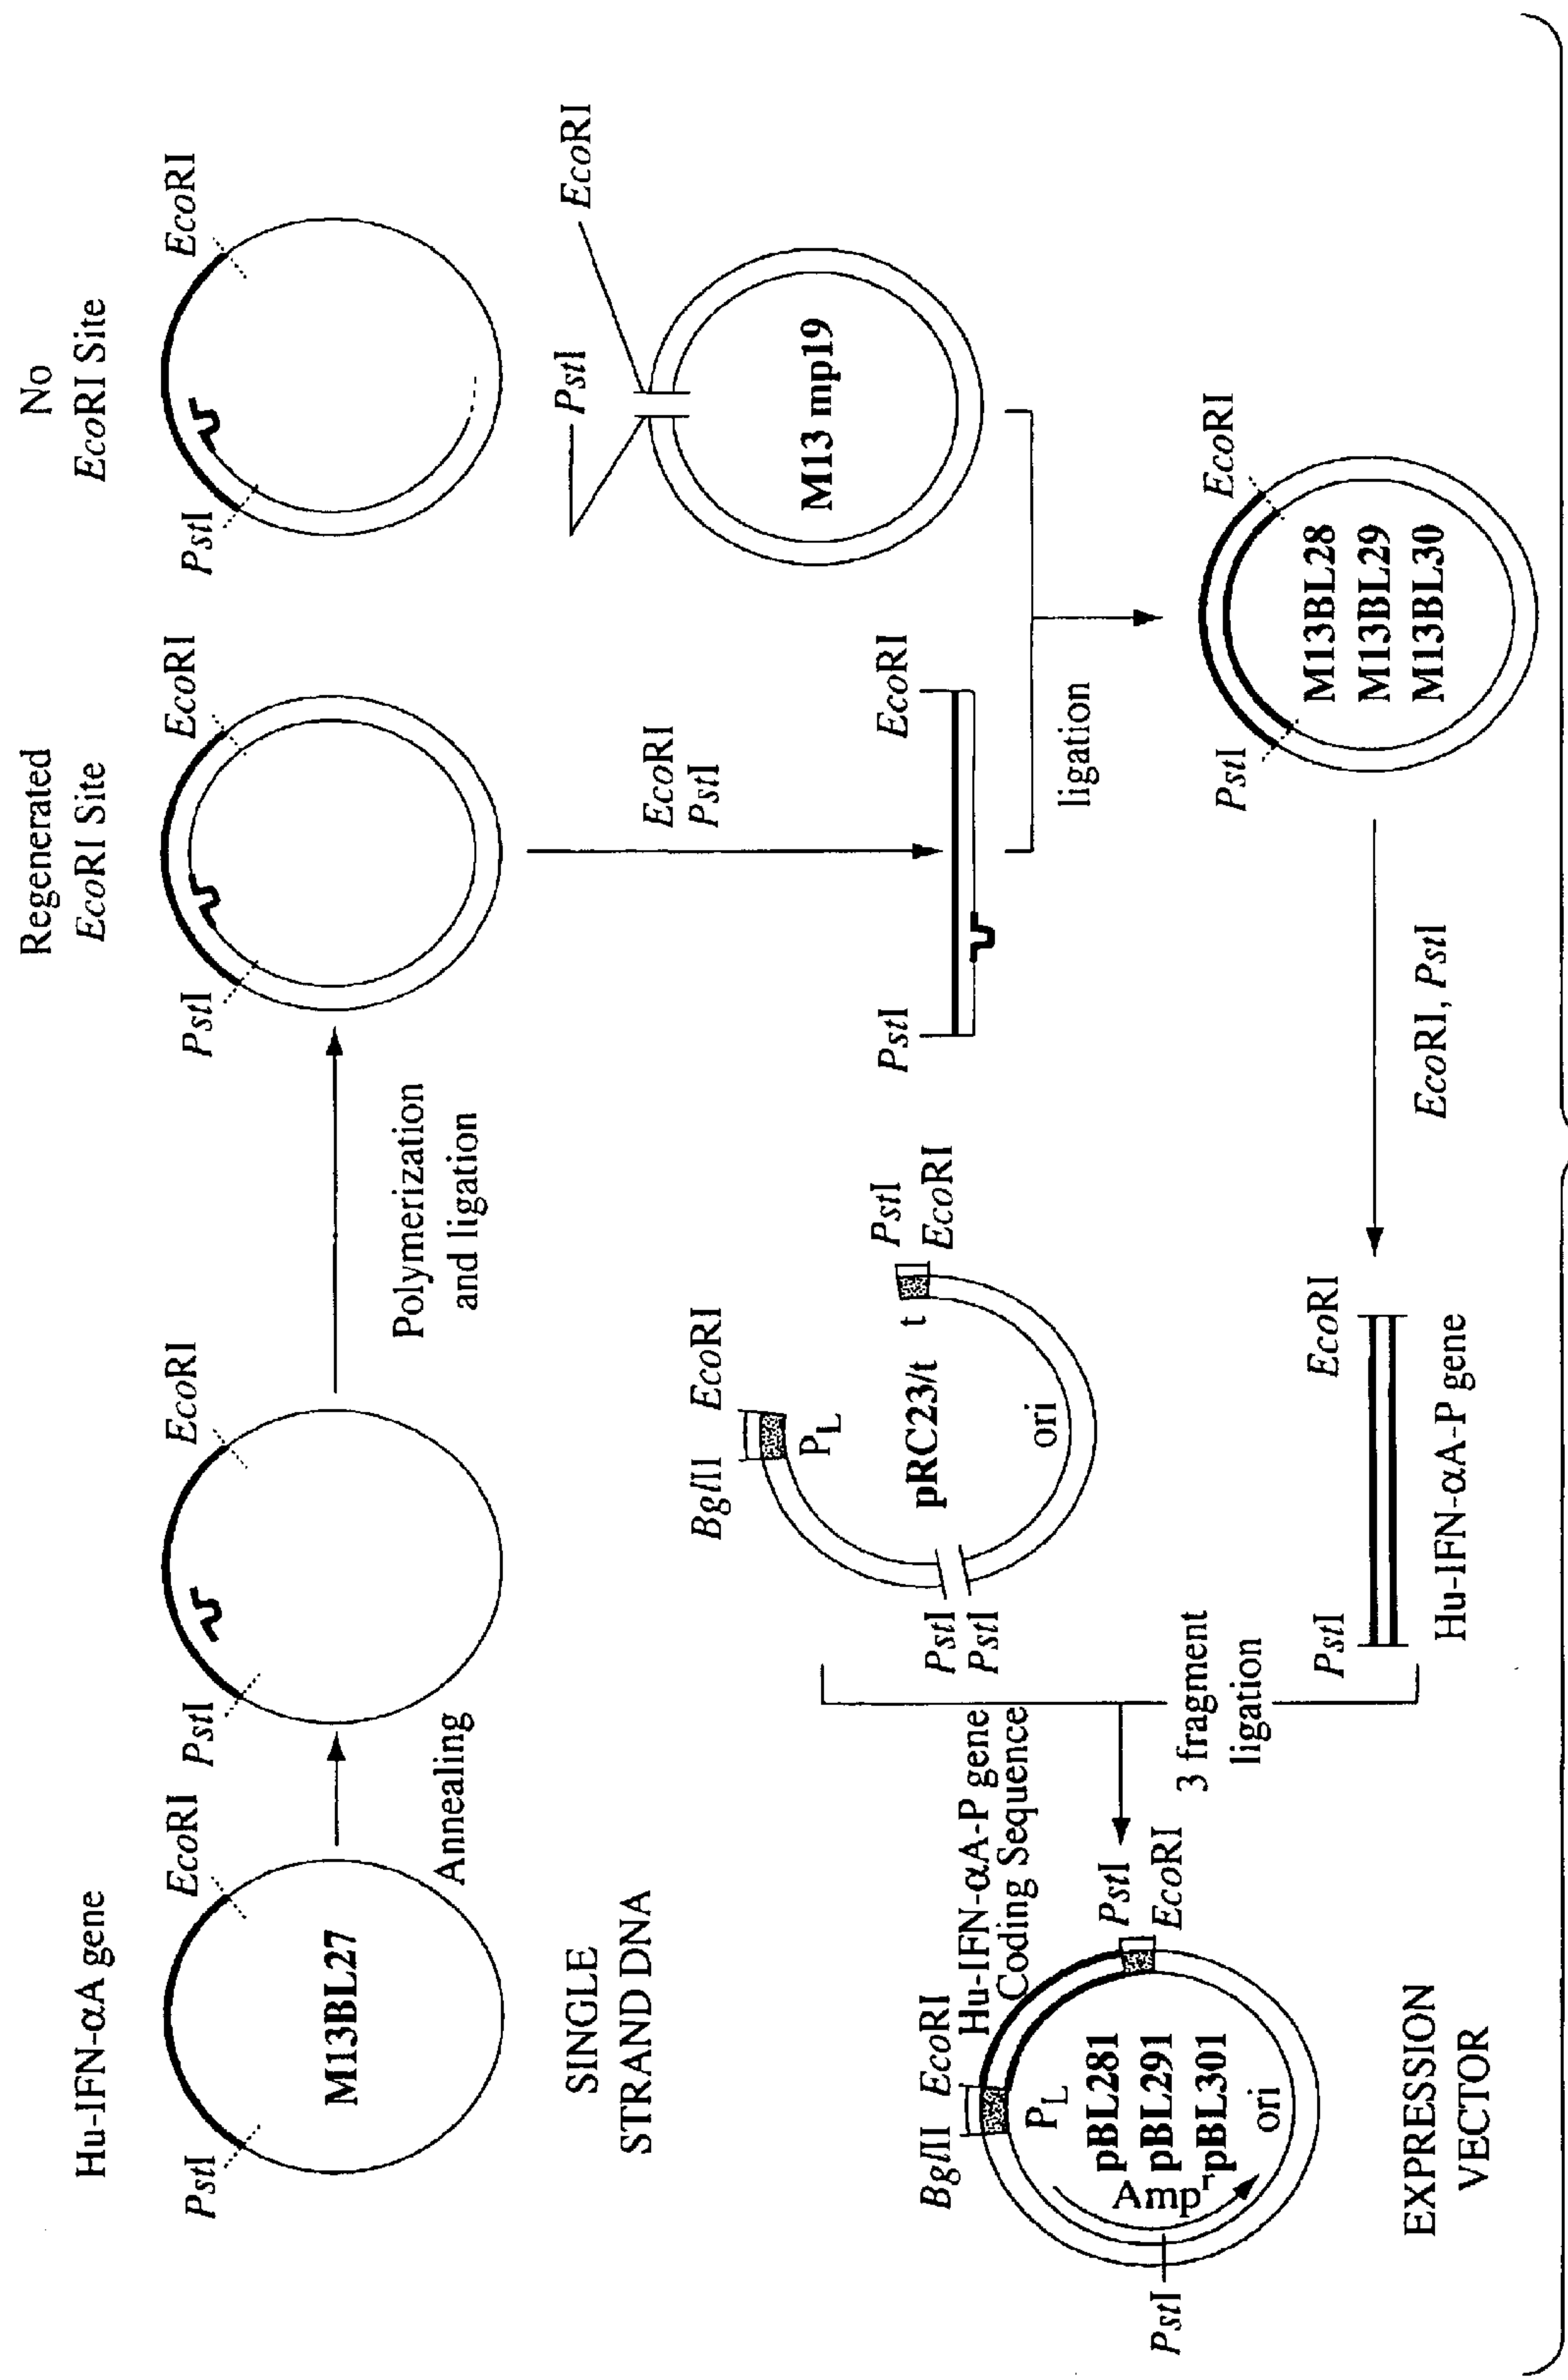 Hu-IFN-αA gene
PstI
EcoRI
M13BL27
SINGLE
STRAND DNA
Annealing
PstI
EcoRI
Polymerization
and ligation
Regenerated
EcoRI Site
PstI
EcoRI
No
EcoRI Site
PstI
EcoRI
EcoRI
PstI
PstI
EcoRI
PstI
EcoRI
M13 mp19
ligation
PstI
EcoRI
M13BL28
M13BL29
M13BL30
EcoRI, PstI
PstI
EcoRI
Hu-IFN-αA-P gene
BglII
EcoRI
PL
pRC23/t
t
PstI
EcoRI
ori
PstI
PstI
3 fragment
ligation
BglII
EcoRI
Hu-IFN-αA-P gene
Coding Sequence
PstI
EcoRI
PL
pBL281
pBL291
pBL301
Ampr
ori
PstI
EXPRESSION
VECTOR